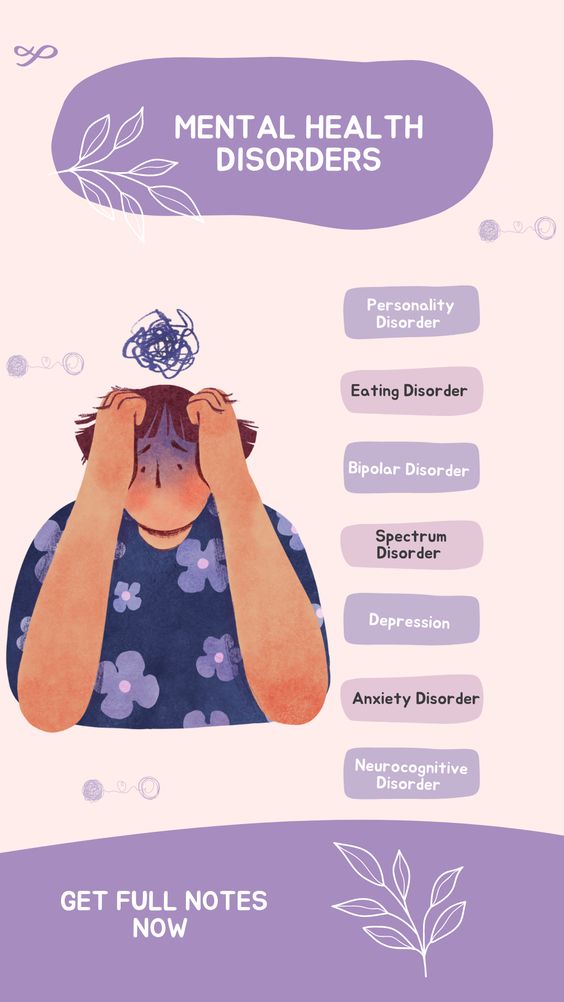 MENTAL HEALTH
DISORDERS
Personality
Disorder
Eating Disorder
Bipolar Disorder
Spectrum
Disorder
Depression
Anxiety Disorder
Neurocognitive
Disorder
GET FULL NOTES
NOW